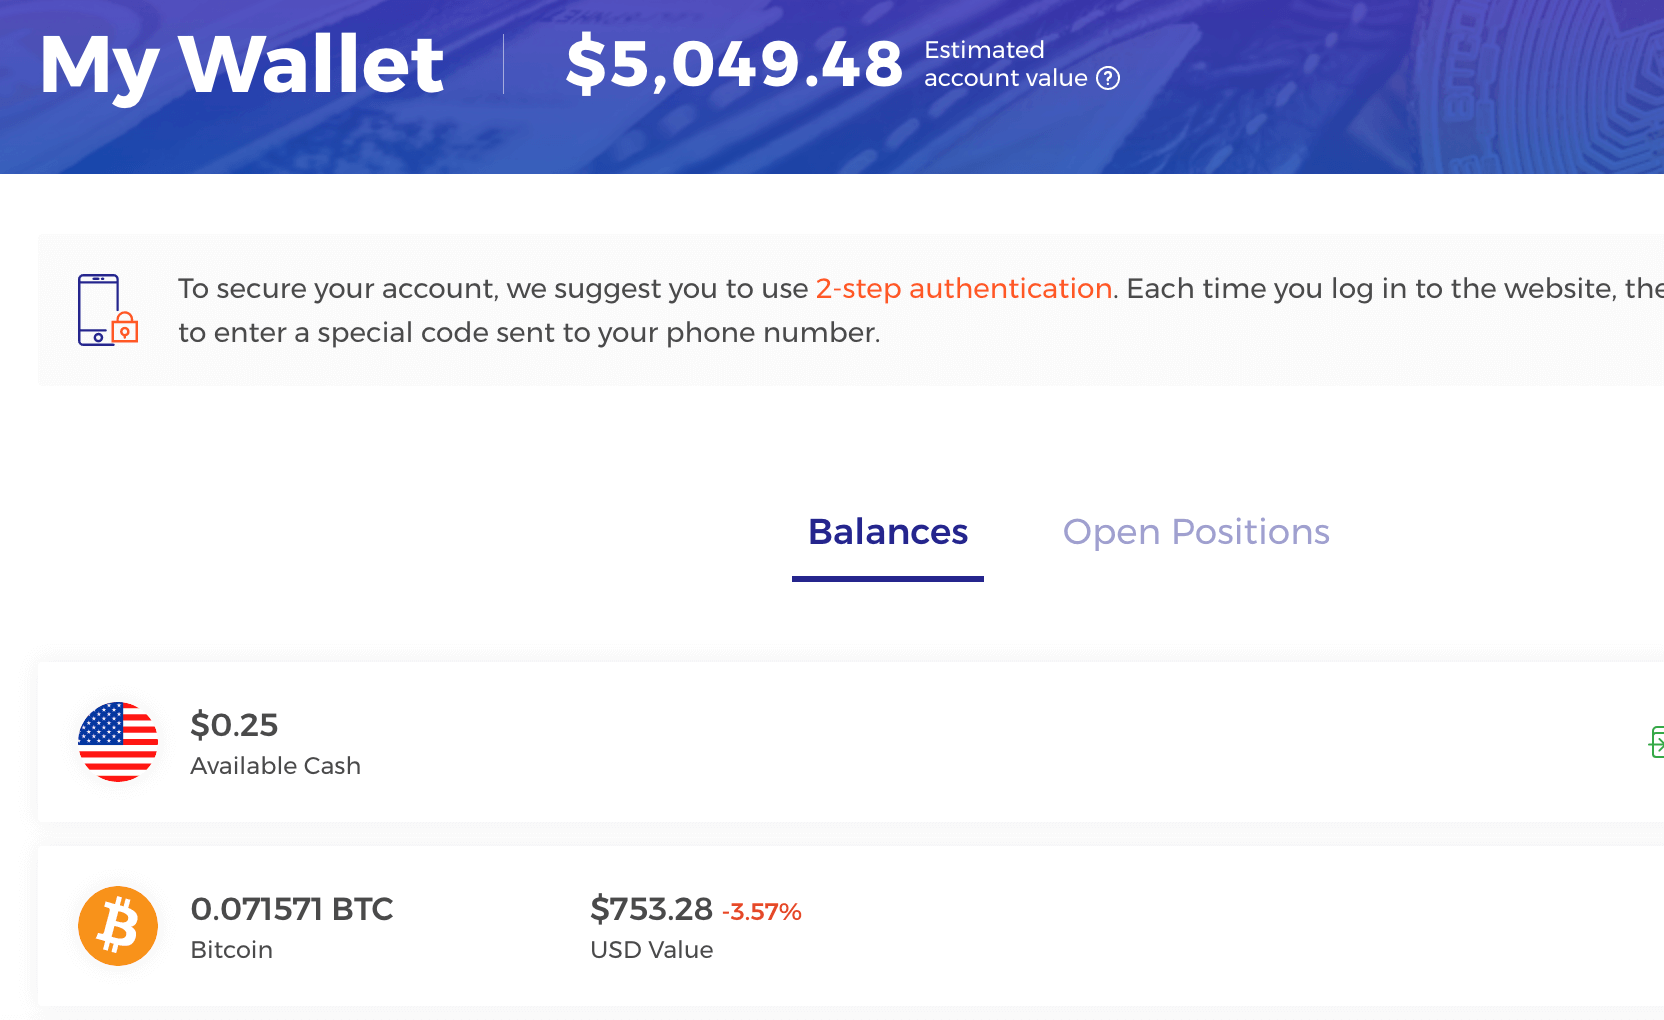 My Wallet
$5,049.48
Estimated
account value ?
To secure your account, we suggest you to use 2-step authentication. Each time you log in to the website, the
to enter a special code sent to your phone number.
Balances
Open Positions
$0.25
Available Cash
0.071571 BTC
Bitcoin
$753.28 -3.57%
USD Value